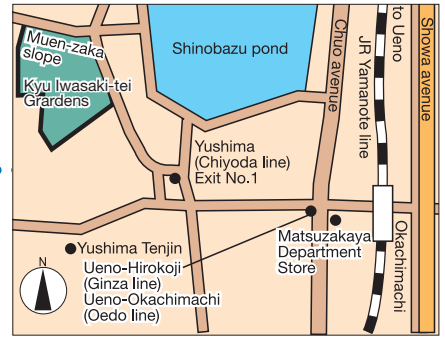 Muen-zaka
slope
Kyu Iwasaki-tei
Grardens
Shinobazu pond
Chuo avenue
to Ueno
JR Yamanote line
Showa avenue
Yushima
(Chiyoda line)
Exit No.1
Yushima Tenjin
Ueno-Hirokoji
(Ginza line)
Ueno-Okachimachi
(Oedo line)
Matsuzakaya
Department
Store
Okachimachi
N